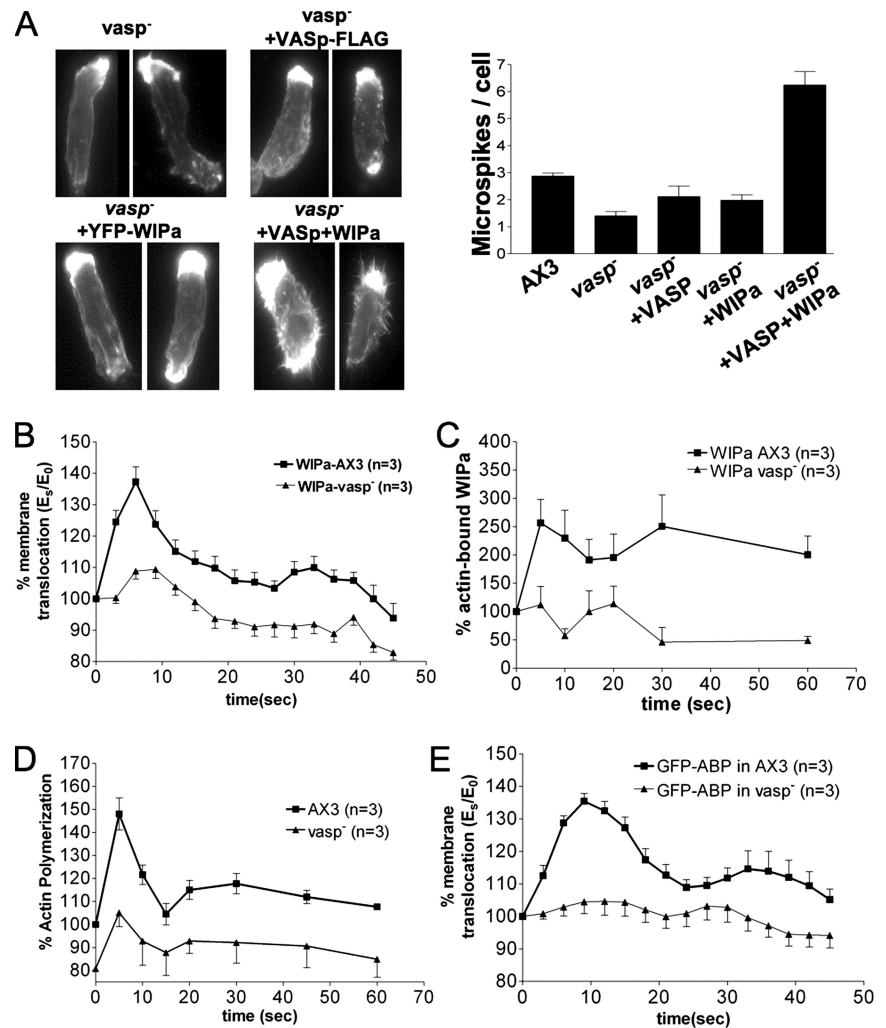 A
vasp-
vasp-
+VASp-FLAG
vasp-
+YFP-WIPa
vasp-
+VASp+WIPa
Microspikes / cell
7
6
5
4
3
2
1
0
AX3
vasp-
vasp-
+VASP
vasp-
+WIPa
vasp-
+VASP+WIPa
B
% membrane
translocation (Es/E0)
150
140
130
120
110
100
90
80
0 10 20 30 40 50
time(sec)
WIPa-AX3 (n=3)
WIPa-vasp- (n=3)
C
% actin-bound WIPa
400
350
300
250
200
150
100
50
0
0 10 20 30 40 50 60 70
time (sec)
WIPa AX3 (n=3)
WIPa vasp- (n=3)
D
% Actin Polymerization
170
160
150
140
130
120
110
100
90
80
0 10 20 30 40 50 60 70
time (sec)
AX3 (n=3)
vasp- (n=3)
E
% membrane
translocation (Es/E0)
150
140
130
120
110
100
90
80
0 10 20 30 40 50
time(sec)
GFP-ABP in AX3 (n=3)
GFP-ABP in vasp- (n=3)